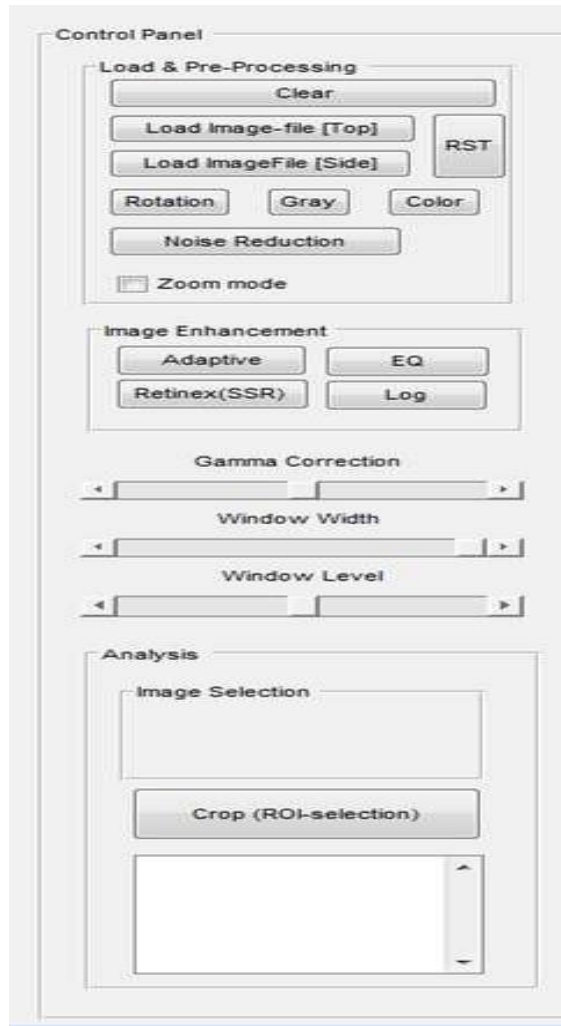 Control Panel
Load & Pre-Processing
Clear
Load Image-file [Top]
RST
Load ImageFile [Side]
Rotation Gray Color
Noise Reduction
Zoom mode
Image Enhancement
Adaptive EQ
Retinex(SSR) Log
Gamma Correction
Window Width
Window Level
Analysis
Image Selection
Crop (ROI-selection)